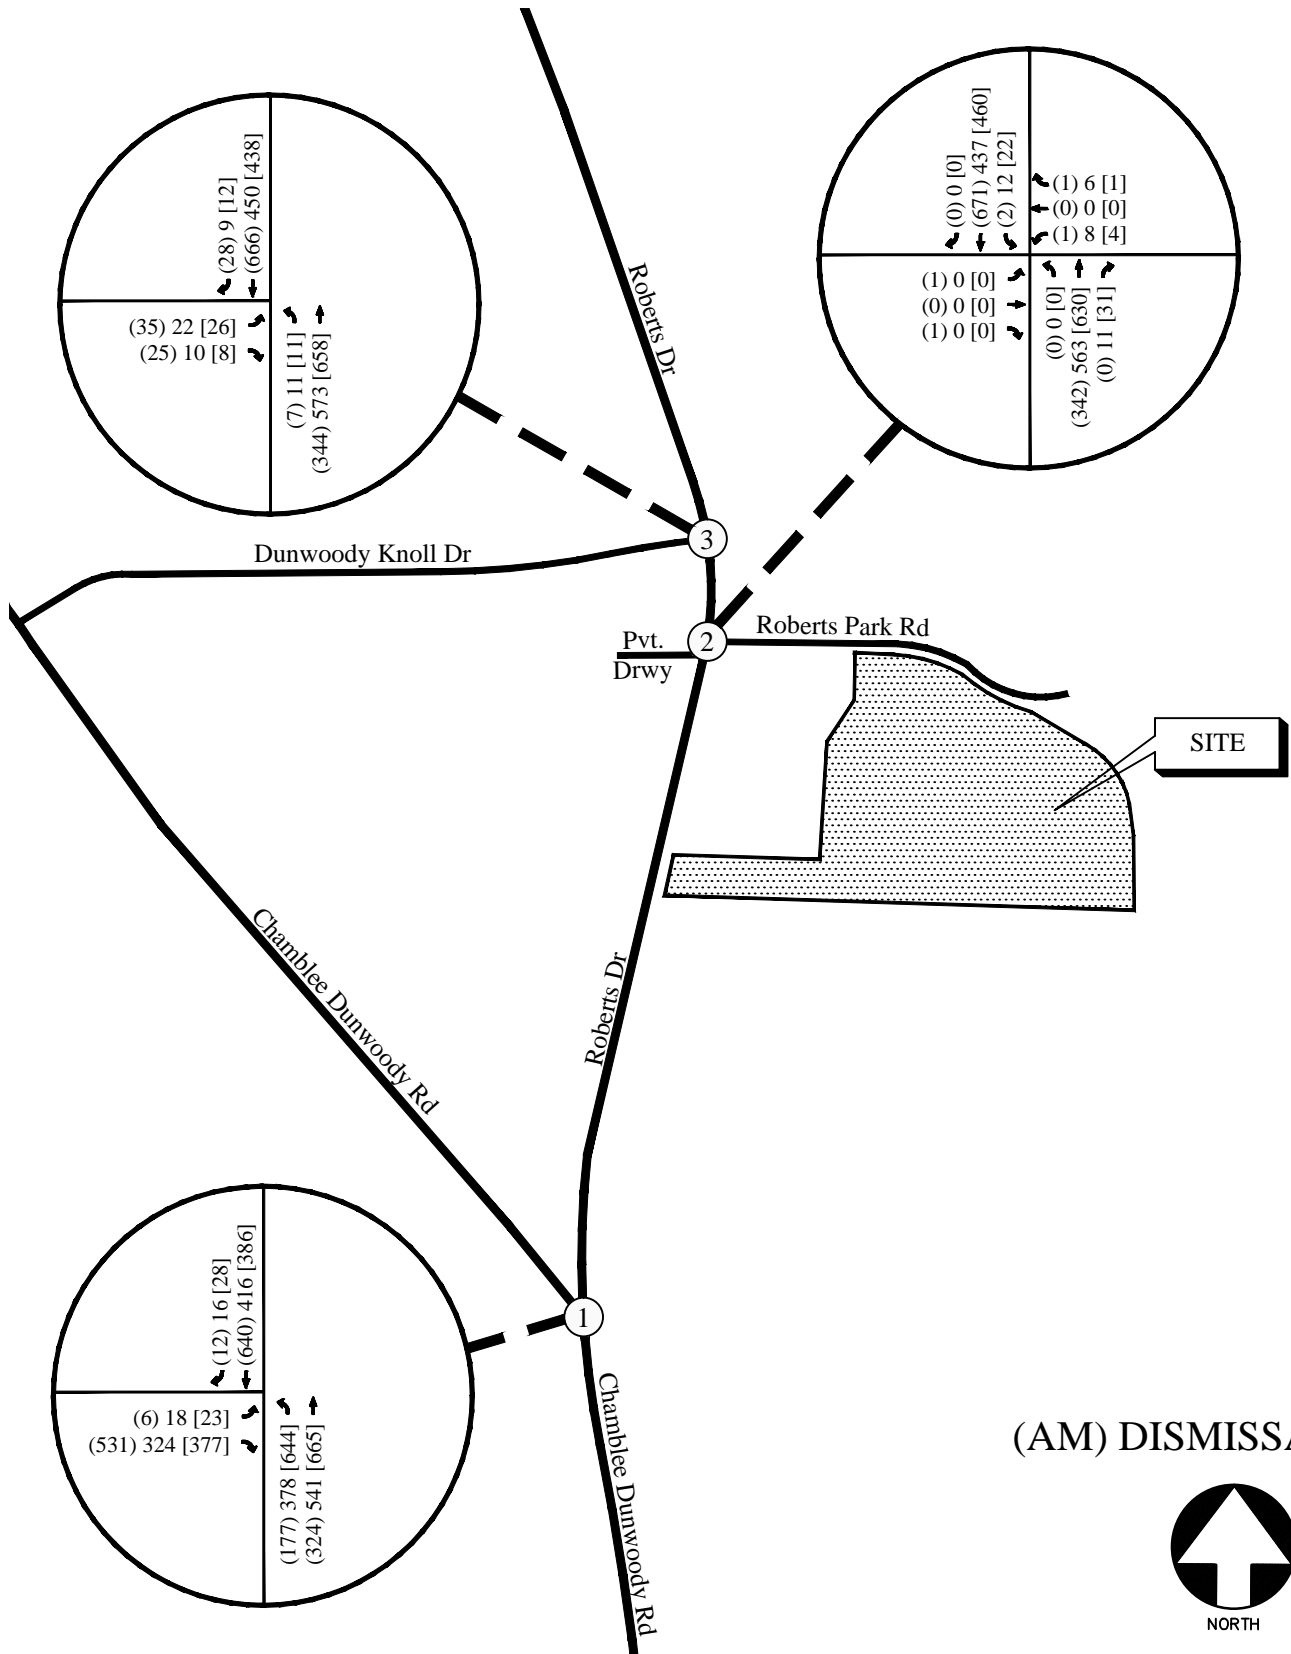 (28) 9 [12]
(666) 450 [438]
(35) 22 [26]
(25) 10 [8]
(7) 11 [11]
(344) 573 [658]
(0) 0 [0]
(671) 437 [460]
(2) 12 [22]
(1) 6 [1]
(0) 0 [0]
(1) 8 [4]
(1) 0 [0]
(0) 0 [0]
(1) 0 [0]
(0) 0 [0]
(342) 563 [630]
(0) 11 [31]
Roberts Dr
3
Dunwoody Knoll Dr
2
Pvt.
Drwy
Roberts Park Rd
SITE
Chamblee Dunwoody Rd
Roberts Dr
1
Chamblee Dunwoody Rd
(12) 16 [28]
(640) 416 [386]
(6) 18 [23]
(531) 324 [377]
(177) 378 [644]
(324) 541 [665]
(AM) DISMISSA
NORTH